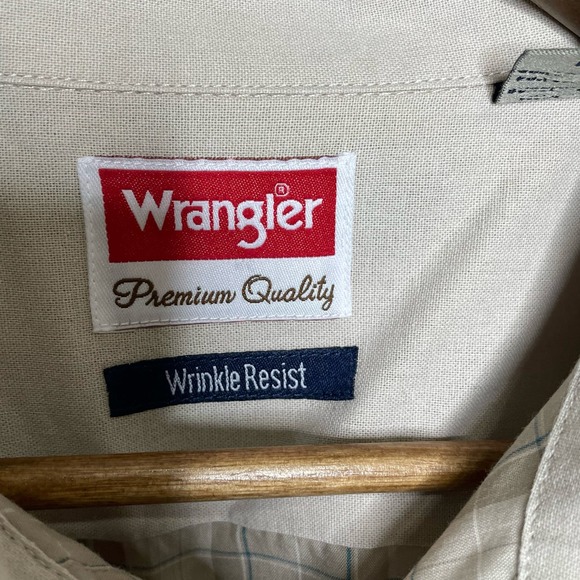 Wrangler®
Premium Quality
Wrinkle Resist